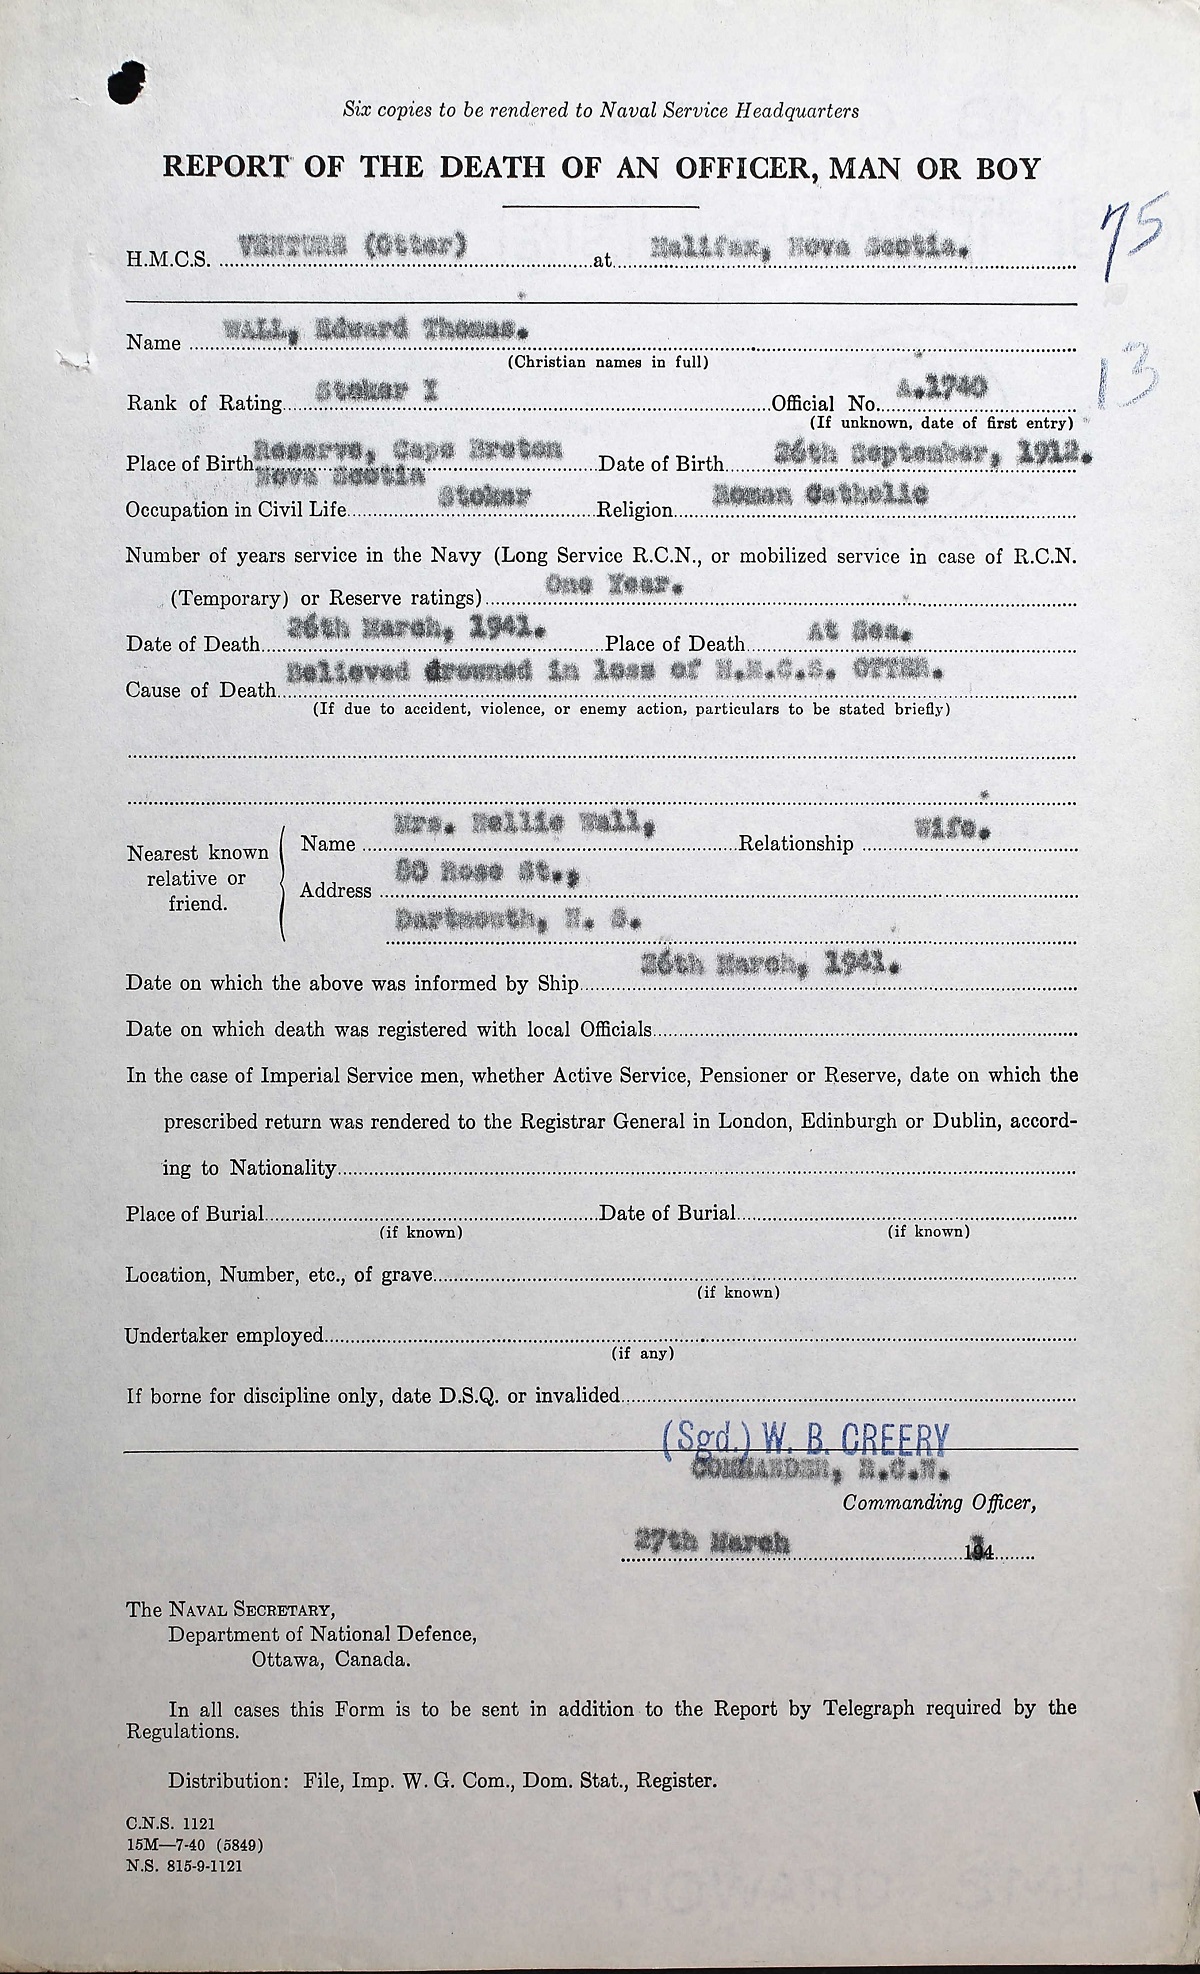 Six copies to be rendered to Naval Service Headquarters
REPORT OF THE DEATH OF AN OFFICER, MAN OR BOY
75
H.M.C.S. VENTURE (Otter) at Halifax, Nova Scotia.
Name WALL, Edward Thomas.
(Christian names in full)
13
Rank of Rating Stoker I Official No. A.1740
(If unknown, date of first entry)
Place of Birth Reserve, Cape Breton Date of Birth 26th September, 1912.
Nova Scotia
Occupation in Civil Life Stoker Religion Roman Catholic
Number of years service in the Navy (Long Service R.C.N., or mobilized service in case of R.C.N.
(Temporary) or Reserve ratings) One Year.
Date of Death 26th March, 1941. Place of Death At Sea.
Cause of Death Believed drowned in loss of H.M.C.S. OTTER.
(If due to accident, violence, or enemy action, particulars to be stated briefly)
Nearest known relative or friend.
Name Mrs. Nellie Wall, Relationship Wife.
Address 80 Rose St.,
Dartmouth, N. S.
Date on which the above was informed by Ship 26th March, 1941.
Date on which death was registered with local Officials
In the case of Imperial Service men, whether Active Service, Pensioner or Reserve, date on which the
prescribed return was rendered to the Registrar General in London, Edinburgh or Dublin, accord-
ing to Nationality
Place of Burial Date of Burial
(if known) (if known)
Location, Number, etc., of grave
(if known)
Undertaker employed
(if any)
If borne for discipline only, date D.S.Q. or invalided
(Sgd.) W. B. CREERY
COMMANDER, R.C.N.
Commanding Officer,
27th March 1941
The NAVAL SECRETARY,
Department of National Defence,
Ottawa, Canada.
In all cases this Form is to be sent in addition to the Report by Telegraph required by the
Regulations.
Distribution: File, Imp. W. G. Com., Dom. Stat., Register.
C.N.S. 1121
15M—7-40 (5849)
N.S. 815-9-1121